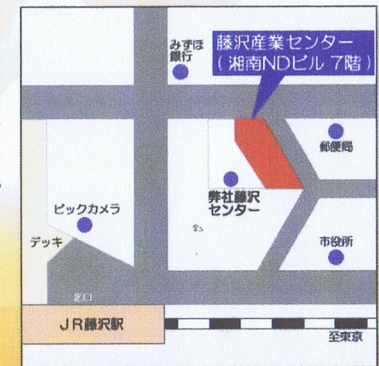 みずほ
銀行
藤沢産業センター
(湘南NDビル 7階)
郵便局
弊社藤沢
センター
ビックカメラ
デッキ
市役所
北口
JR藤沢駅
至東京